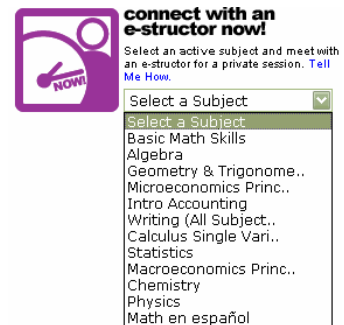 connect with an
e-structor now!
Select an active subject and meet with
an e-structor for a private session. Tell
Me How.
NOW!
Select a Subject
Select a Subject
Basic Math Skills
Algebra
Geometry & Trigonome..
Microeconomics Princ..
Intro Accounting
Writing (All Subject..
Calculus Single Vari..
Statistics
Macroeconomics Princ..
Chemistry
Physics
Math en español